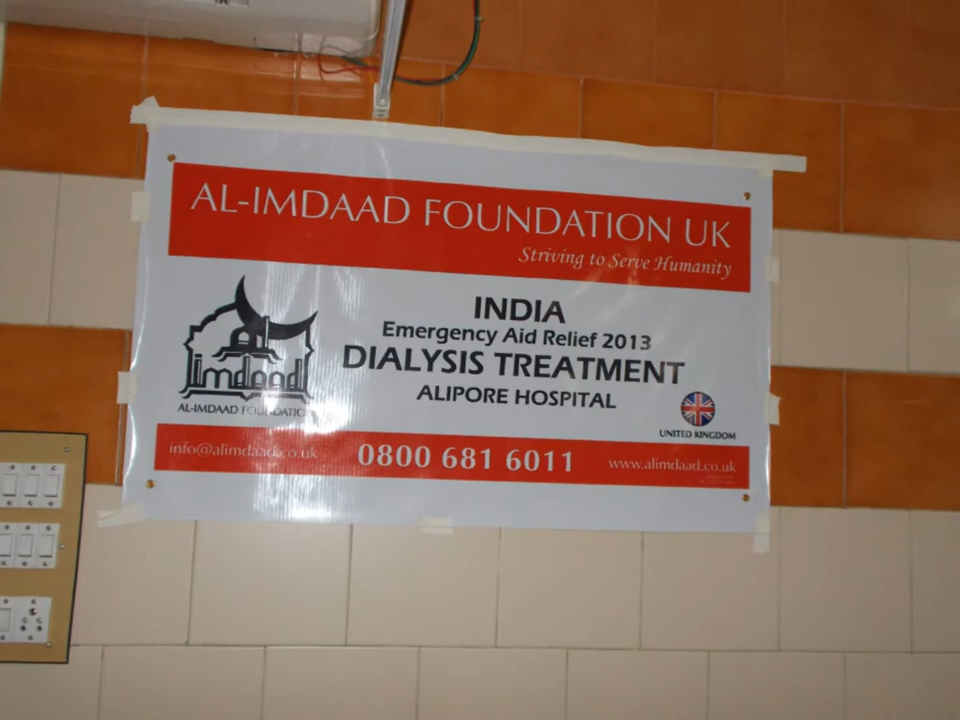 AL-IMDAAD FOUNDATION UK
Striving to Serve Humanity
INDIA
Emergency Aid Relief 2013
DIALYSIS TREATMENT
ALIPORE HOSPITAL
Imdaad
AL-IMDAAD FOUNDATION
UNITED KINGDOM
info@alimdaad.co.uk
0800 681 6011
www.alimdaad.co.uk